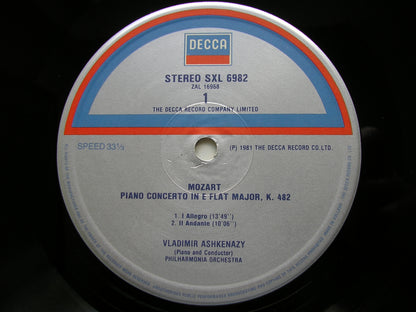 DECCA
STEREO SXL 6982
ZAL 16968
1
THE DECCA RECORD COMPANY LIMITED
SPEED 33⅓
(P) 1981 THE DECCA RECORD CO. LTD.
MOZART
PIANO CONCERTO IN E FLAT MAJOR, K. 482
1. I Allegro (13'49")
2. II Andante (10'06")
VLADIMIR ASHKENAZY
(Piano and Conductor)
PHILHARMONIA ORCHESTRA